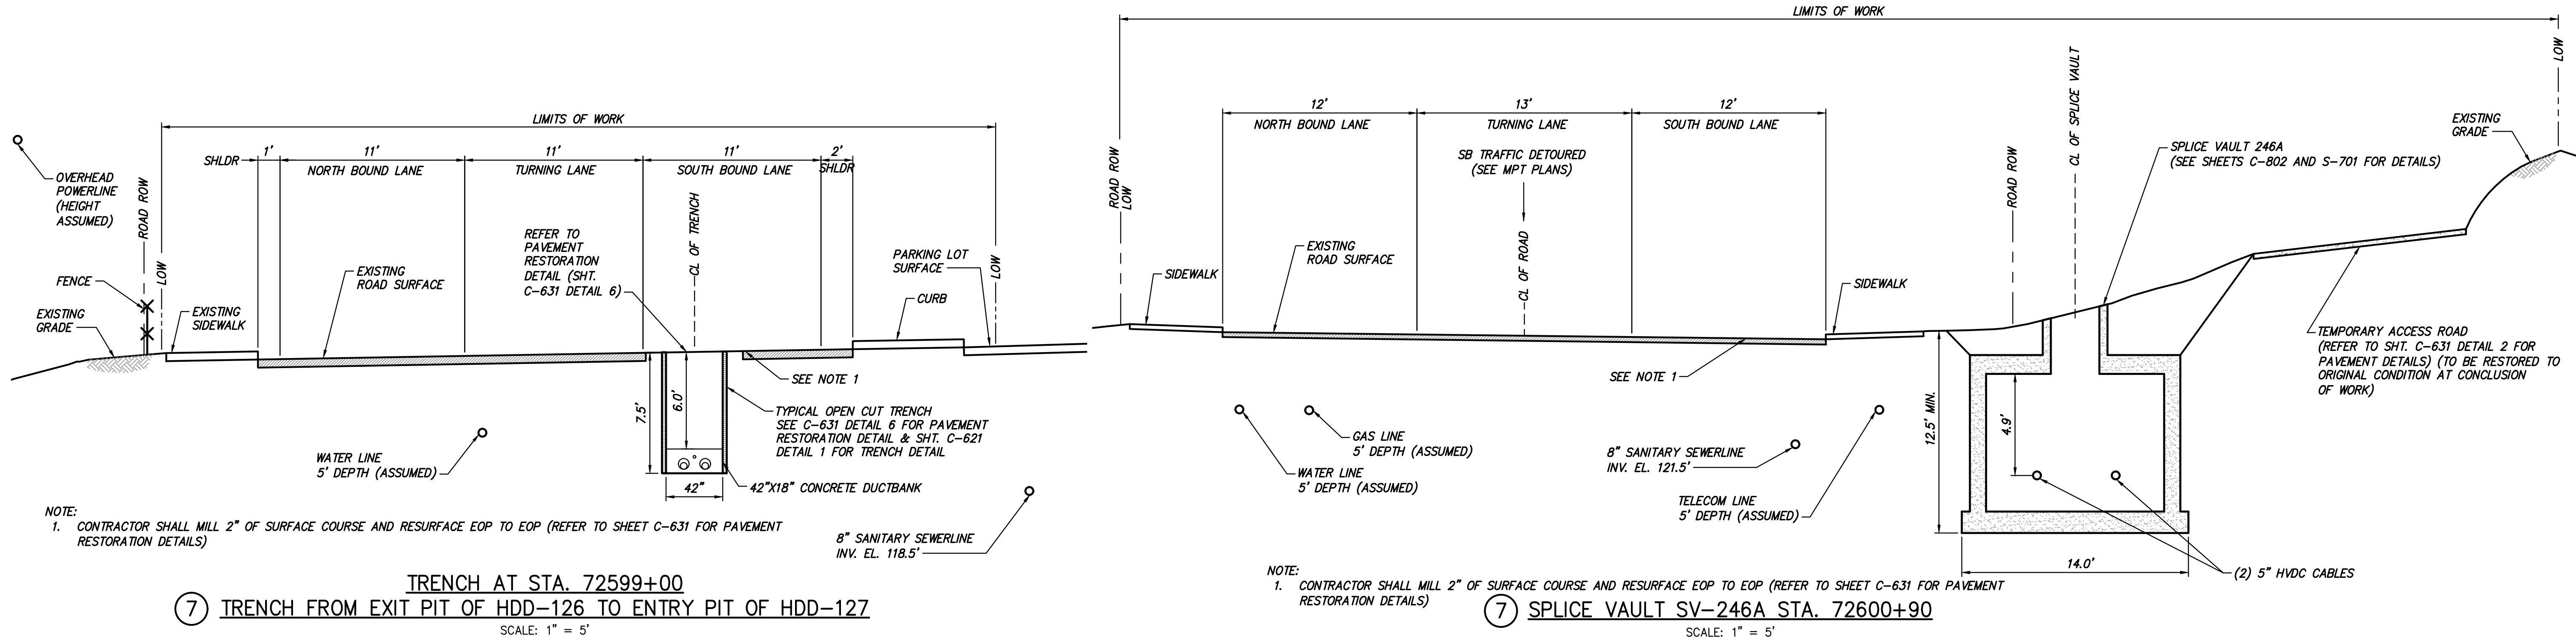 LIMITS OF WORK
1'
11'
11'
11'
2'
SHLDR
NORTH BOUND LANE
TURNING LANE
SOUTH BOUND LANE
SHLDR
OVERHEAD
POWERLINE
(HEIGHT
ASSUMED)
ROAD ROW
LOW
FENCE
EXISTING
GRADE
EXISTING
SIDEWALK
EXISTING
ROAD SURFACE
REFER TO
PAVEMENT
RESTORATION
DETAIL (SHT.
C-631 DETAIL 6)
CL OF TRENCH
PARKING LOT
SURFACE
LOW
CURB
SEE NOTE 1
7.5'
6.0'
TYPICAL OPEN CUT TRENCH
SEE C-631 DETAIL 6 FOR PAVEMENT
RESTORATION DETAIL & SHT. C-621
DETAIL 1 FOR TRENCH DETAIL
WATER LINE
5' DEPTH (ASSUMED)
42"
42"X18" CONCRETE DUCTBANK
8" SANITARY SEWERLINE
INV. EL. 118.5'
NOTE:
1. CONTRACTOR SHALL MILL 2" OF SURFACE COURSE AND RESURFACE EOP TO EOP (REFER TO SHEET C-631 FOR PAVEMENT
RESTORATION DETAILS)
TRENCH AT STA. 72599+00
7 TRENCH FROM EXIT PIT OF HDD-126 TO ENTRY PIT OF HDD-127
SCALE: 1" = 5'
LIMITS OF WORK
ROAD ROW
LOW
12'
13'
12'
NORTH BOUND LANE
TURNING LANE
SOUTH BOUND LANE
SB TRAFFIC DETOURED
(SEE MPT PLANS)
CL OF ROAD
SIDEWALK
EXISTING
ROAD SURFACE
SIDEWALK
ROAD ROW
CL OF SPLICE VAULT
LOW
EXISTING
GRADE
SPLICE VAULT 246A
(SEE SHEETS C-802 AND S-701 FOR DETAILS)
TEMPORARY ACCESS ROAD
(REFER TO SHT. C-631 DETAIL 2 FOR
PAVEMENT DETAILS) (TO BE RESTORED TO
ORIGINAL CONDITION AT CONCLUSION
OF WORK)
SEE NOTE 1
12.5' MIN.
4.9'
GAS LINE
5' DEPTH (ASSUMED)
WATER LINE
5' DEPTH (ASSUMED)
8" SANITARY SEWERLINE
INV. EL. 121.5'
TELECOM LINE
5' DEPTH (ASSUMED)
14.0'
(2) 5" HVDC CABLES
NOTE:
1. CONTRACTOR SHALL MILL 2" OF SURFACE COURSE AND RESURFACE EOP TO EOP (REFER TO SHEET C-631 FOR PAVEMENT
RESTORATION DETAILS)
7 SPLICE VAULT SV-246A STA. 72600+90
SCALE: 1" = 5'